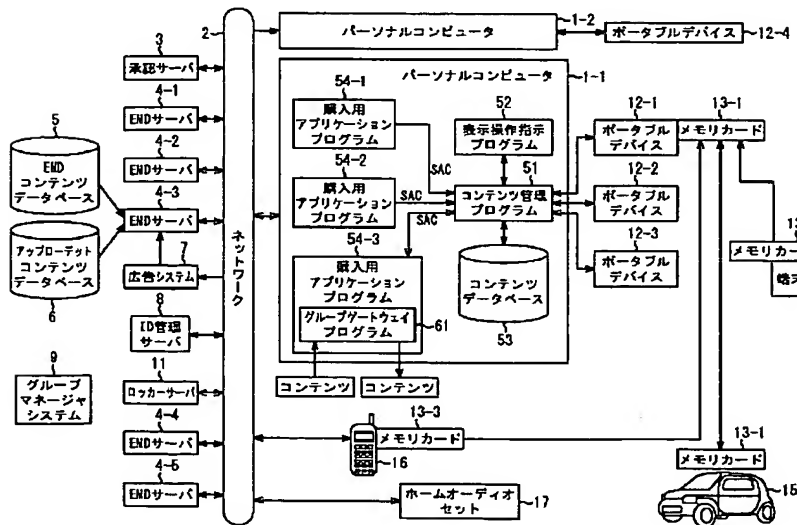 2
3
承認サーバ
4-1
ENDサーバ
4-2
ENDサーバ
5
END
コンテンツ
データベース
4-3
ENDサーバ
アップローデット
コンテンツ
データベース
6
7
広告システム
8
ID管理
サーバ
9
グループ
マネージャ
システム
11
ロッカーサーバ
4-4
ENDサーバ
4-5
ENDサーバ
ネットワーク
パーソナルコンピュータ
1-2
ポータブルデバイス
12-4
パーソナルコンピュータ
1-1
54-1
購入用
アプリケーション
プログラム
SAC
54-2
購入用
アプリケーション
プログラム
SAC
SAC
54-3
購入用
アプリケーション
プログラム
グループゲートウェイ
プログラム
61
コンテンツ
コンテンツ
52
表示操作指示
プログラム
51
コンテンツ管理
プログラム
コンテンツ
データベース
53
12-1
ポータブル
デバイス
13-1
メモリカード
12-2
ポータブル
デバイス
12-3
ポータブル
デバイス
メモリカー
端末
13-3
メモリカード
16
13-1
メモリカード
15
ホームオーディオ
セット
17